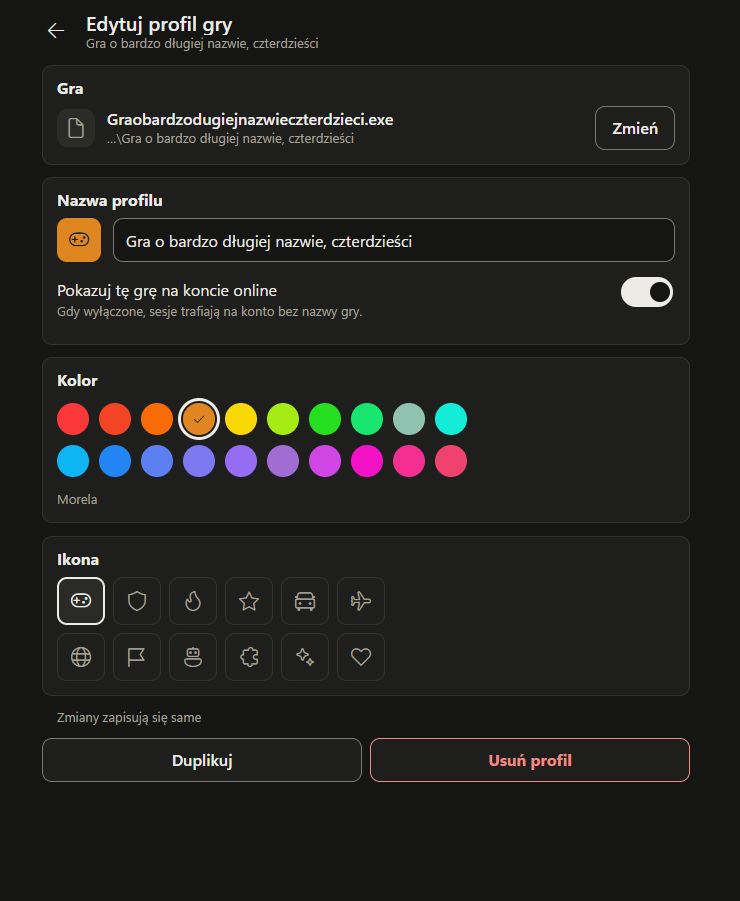 Edytuj profil gry
Gra o bardzo długiej nazwie, czterdzieści
Gra
Graobardzodugiejnazwieczterdzieci.exe
...\Gra o bardzo długiej nazwie, czterdzieści
Zmień
Nazwa profilu
Gra o bardzo długiej nazwie, czterdzieści
Pokazuj tę grę na koncie online
Gdy wyłączone, sesje trafiają na konto bez nazwy gry.
Kolor
Morela
Ikona
Zmiany zapisują się same
Duplikuj
Usuń profil